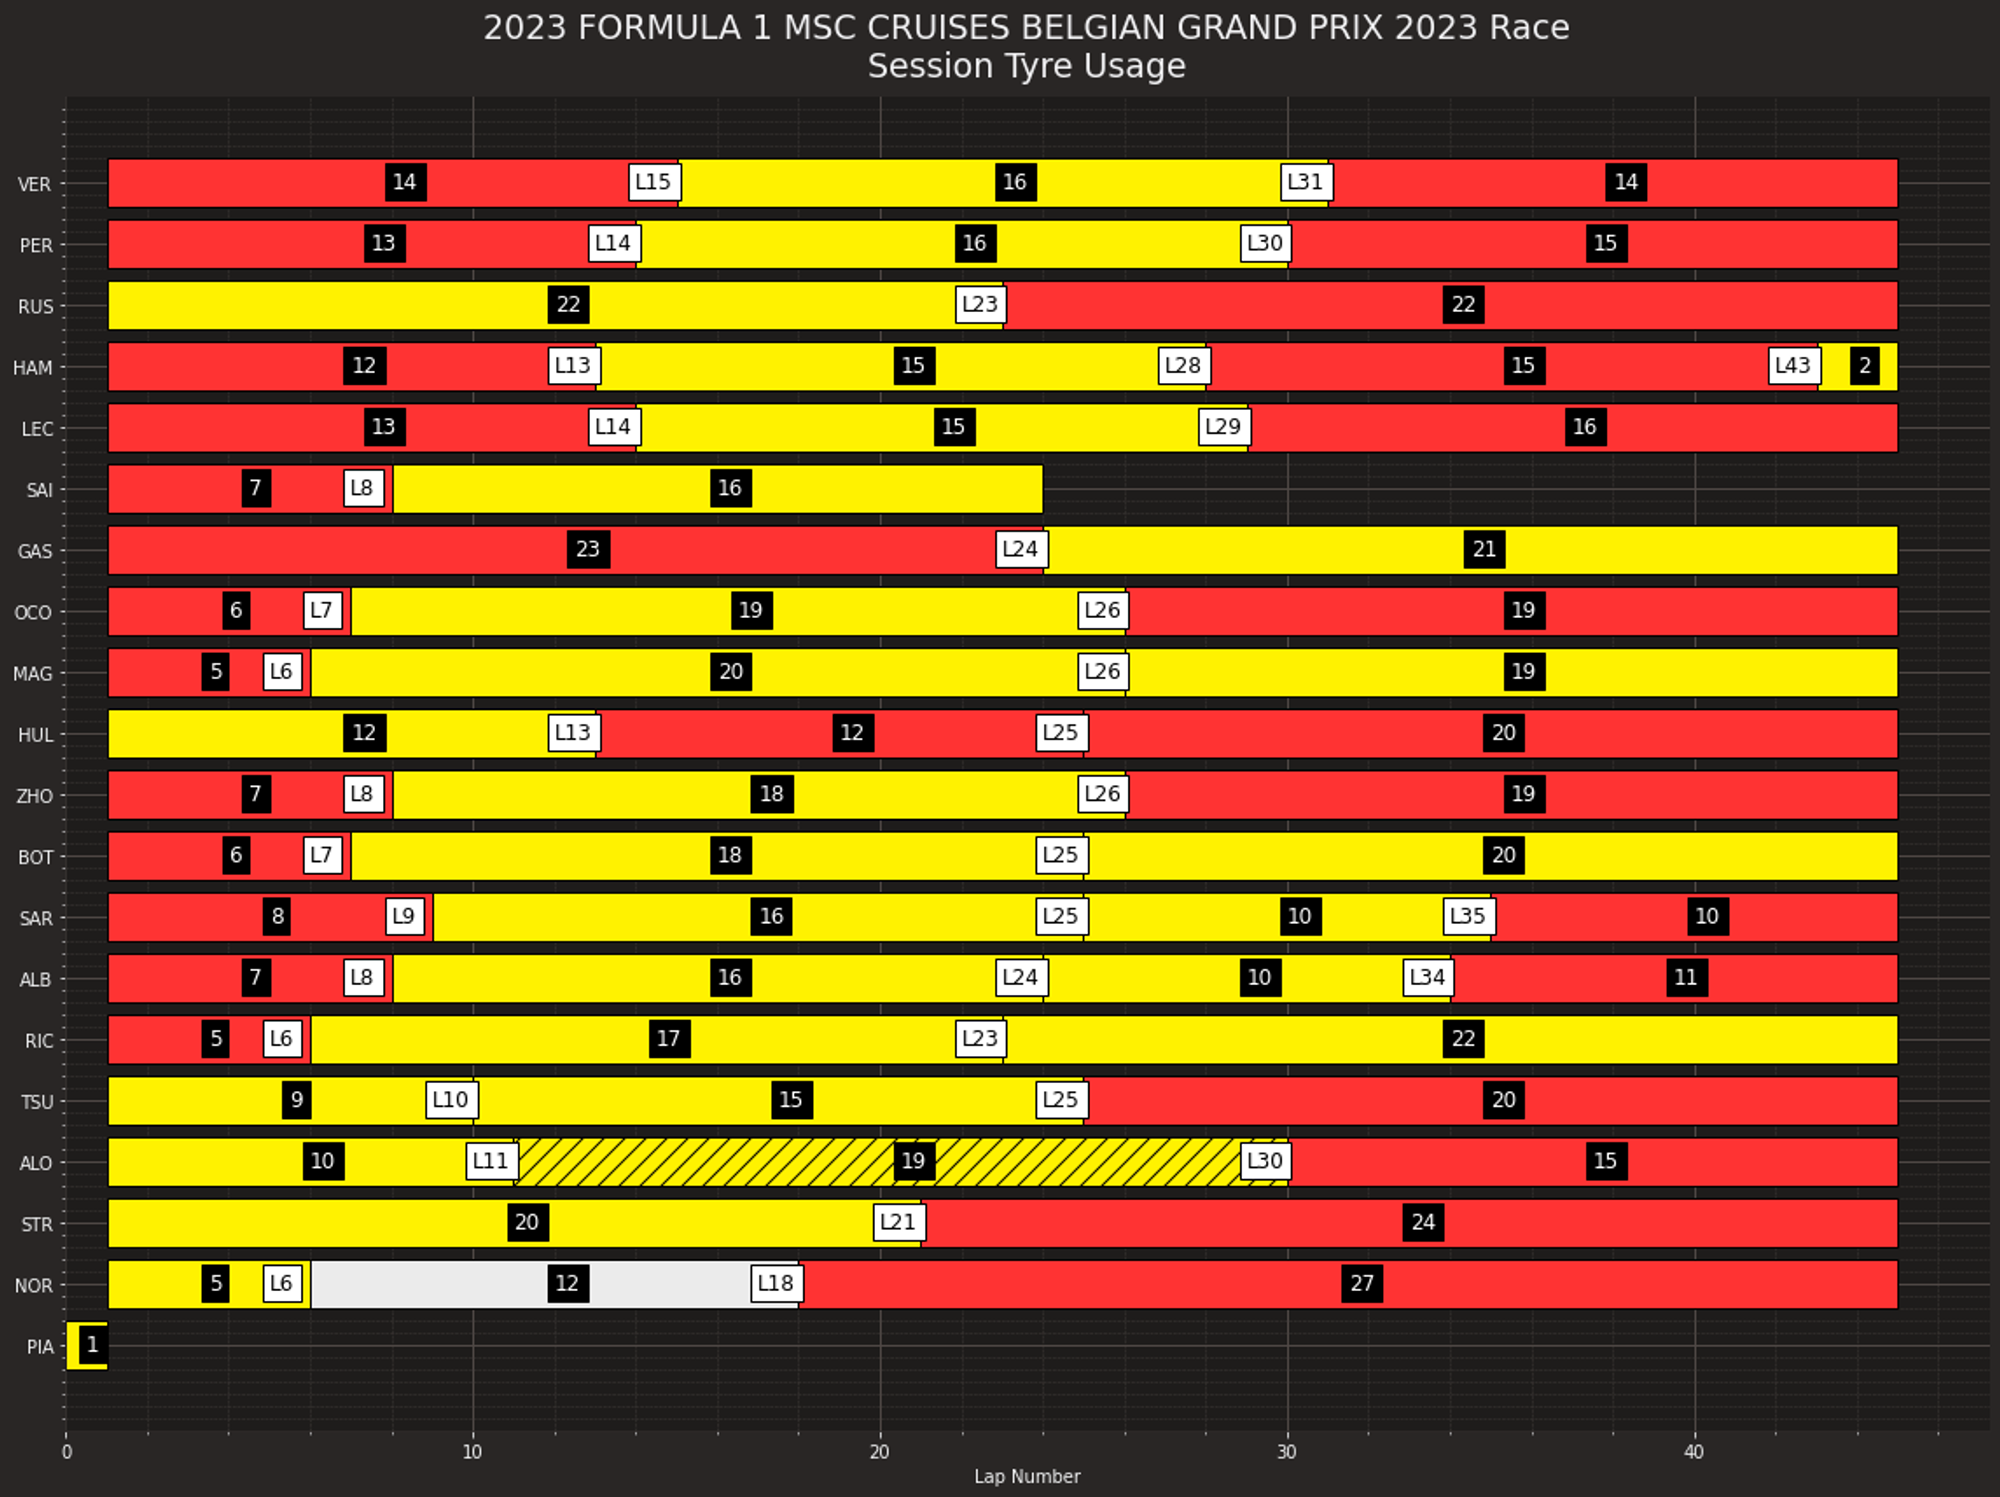 2023 FORMULA 1 MSC CRUISES BELGIAN GRAND PRIX 2023 Race
Session Tyre Usage
VER 14 L15 16 L31 14
PER 13 L14 16 L30 15
RUS 22 L23 22
HAM 12 L13 15 L28 15 L43 2
LEC 13 L14 15 L29 16
SAI 7 L8 16
GAS 23 L24 21
OCO 6 L7 19 L26 19
MAG 5 L6 20 L26 19
HUL 12 L13 12 L25 20
ZHO 7 L8 18 L26 19
BOT 6 L7 18 L25 20
SAR 8 L9 16 L25 10 L35 10
ALB 7 L8 16 L24 10 L34 11
RIC 5 L6 17 L23 22
TSU 9 L10 15 L25 20
ALO 10 L11 19 L30 15
STR 20 L21 24
NOR 5 L6 12 L18 27
PIA 1
0 10 20 30 40
Lap Number